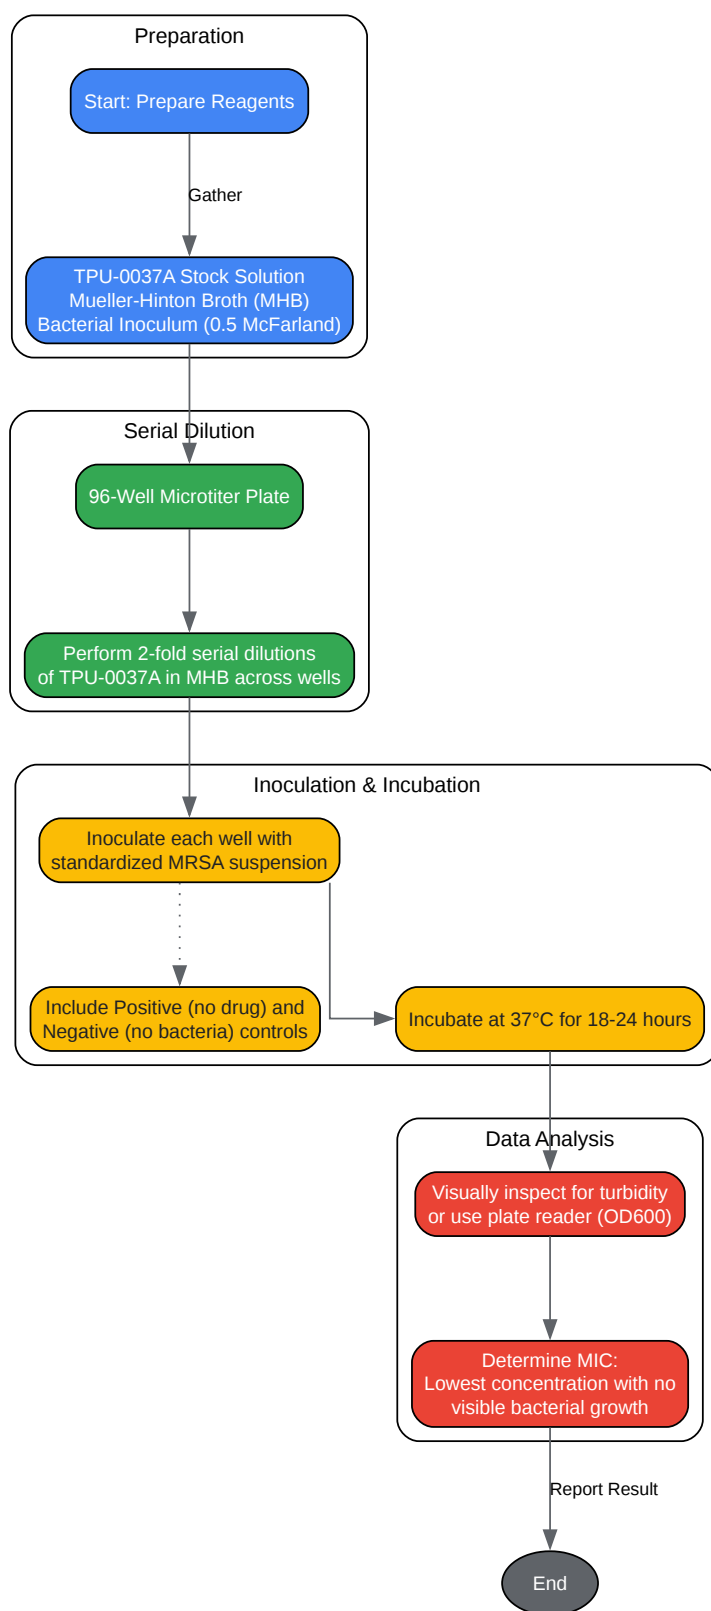 Preparation
Start: Prepare Reagents
Gather
TPU-0037A Stock Solution
Mueller-Hinton Broth (MHB)
Bacterial Inoculum (0.5 McFarland)
Serial Dilution
96-Well Microtiter Plate
Perform 2-fold serial dilutions
of TPU-0037A in MHB across wells
Inoculation & Incubation
Inoculate each well with
standardized MRSA suspension
Include Positive (no drug) and
Negative (no bacteria) controls
Incubate at 37°C for 18-24 hours
Data Analysis
Visually inspect for turbidity
or use plate reader (OD600)
Determine MIC:
Lowest concentration with no
visible bacterial growth
Report Result
End